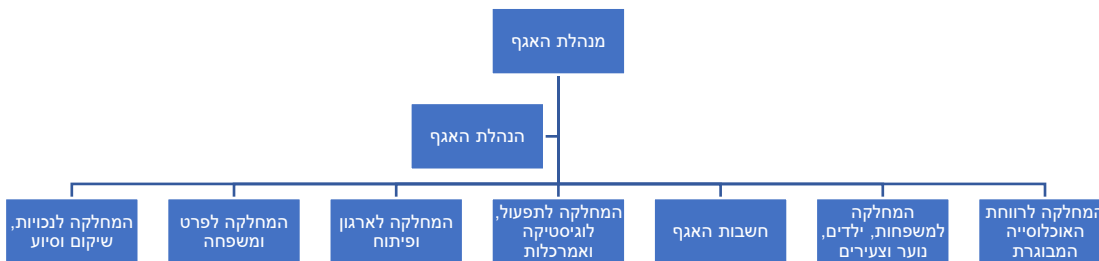 מנהלת האגף
הנהלת האגף
המחלקה לרווחת
האוכלוסייה
המבוגרת
המחלקה
למשפחות, ילדים,
נוער וצעירים
חשבות האגף
המחלקה לתפעול,
לוגיסטיקה
ואמרכלות
המחלקה לארגון
ופיתוח
המחלקה לפרט
ומשפחה
המחלקה לנכויות,
שיקום וסיוע